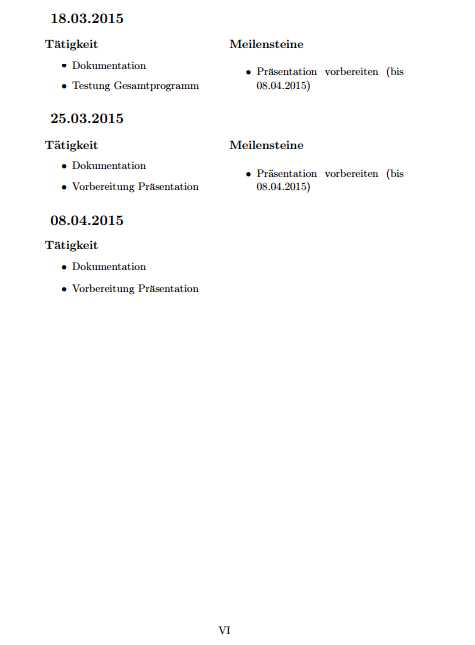 18.03.2015
Tätigkeit
• Dokumentation
• Testung Gesamtprogramm
Meilensteine
• Präsentation vorbereiten (bis
08.04.2015)
25.03.2015
Tätigkeit
• Dokumentation
• Vorbereitung Präsentation
Meilensteine
• Präsentation vorbereiten (bis
08.04.2015)
08.04.2015
Tätigkeit
• Dokumentation
• Vorbereitung Präsentation
VI